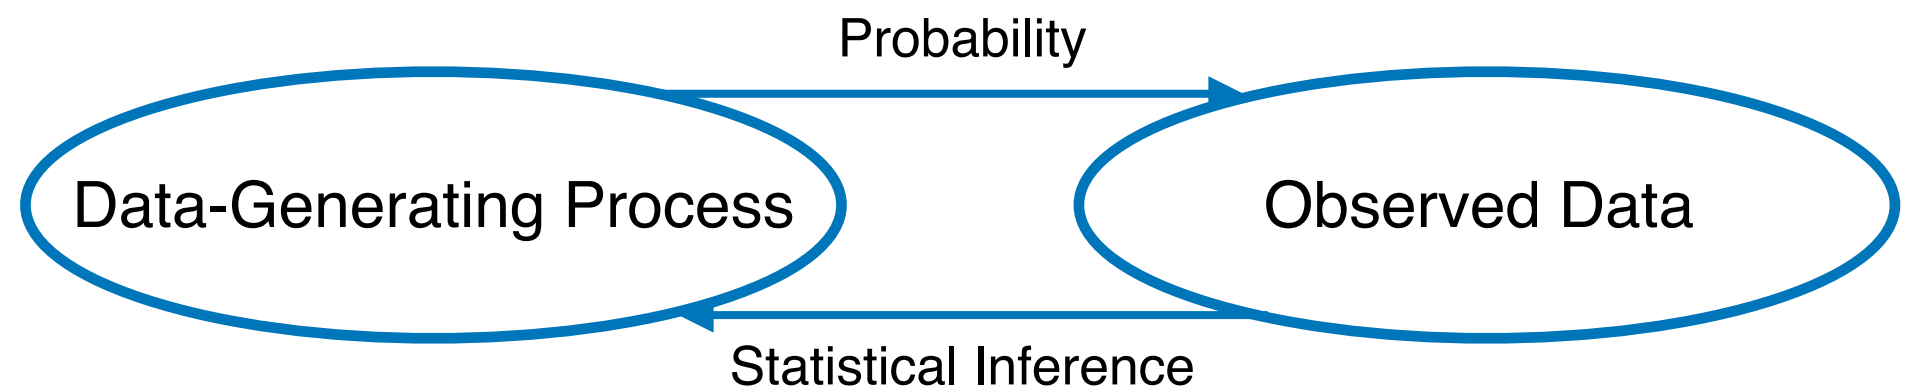 Probability
Data-Generating Process
Observed Data
Statistical Inference